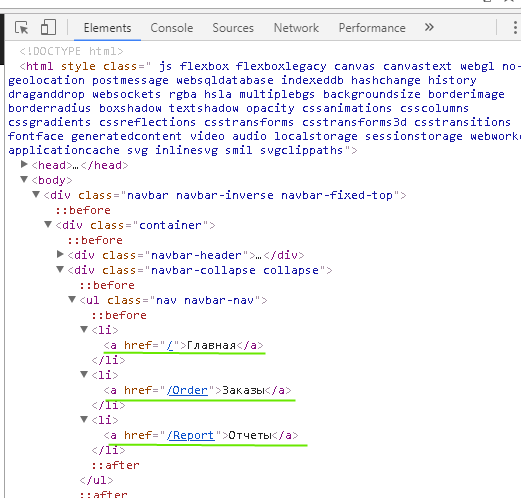 Elements Console Sources Network Performance »
<!DOCTYPE html>
<html style class=" js flexbox flexboxlegacy canvas canvastext webgl no-
geolocation postmessage websqldatabase indexeddb hashchange history
draganddrop websockets rgba hsla multiplebgs backgroundsize borderimage
borderradius boxshadow textshadow opacity cssanimations csscolumns
cssgradients cssreflections csstransforms csstransforms3d csstransitions
fontface generatedcontent video audio localstorage sessionstorage webworke
applicationcache svg inlinesvg smil svgclippaths">
<head>…</head>
<body>
<div class="navbar navbar-inverse navbar-fixed-top">
::before
<div class="container">
::before
<div class="navbar-header">…</div>
<div class="navbar-collapse collapse">
::before
<ul class="nav navbar-nav">
::before
<li>
<a href="/">Главная</a>
</li>
<li>
<a href="/Order">Заказы</a>
</li>
<li>
<a href="/Report">Отчеты</a>
</li>
::after
</ul>
::after